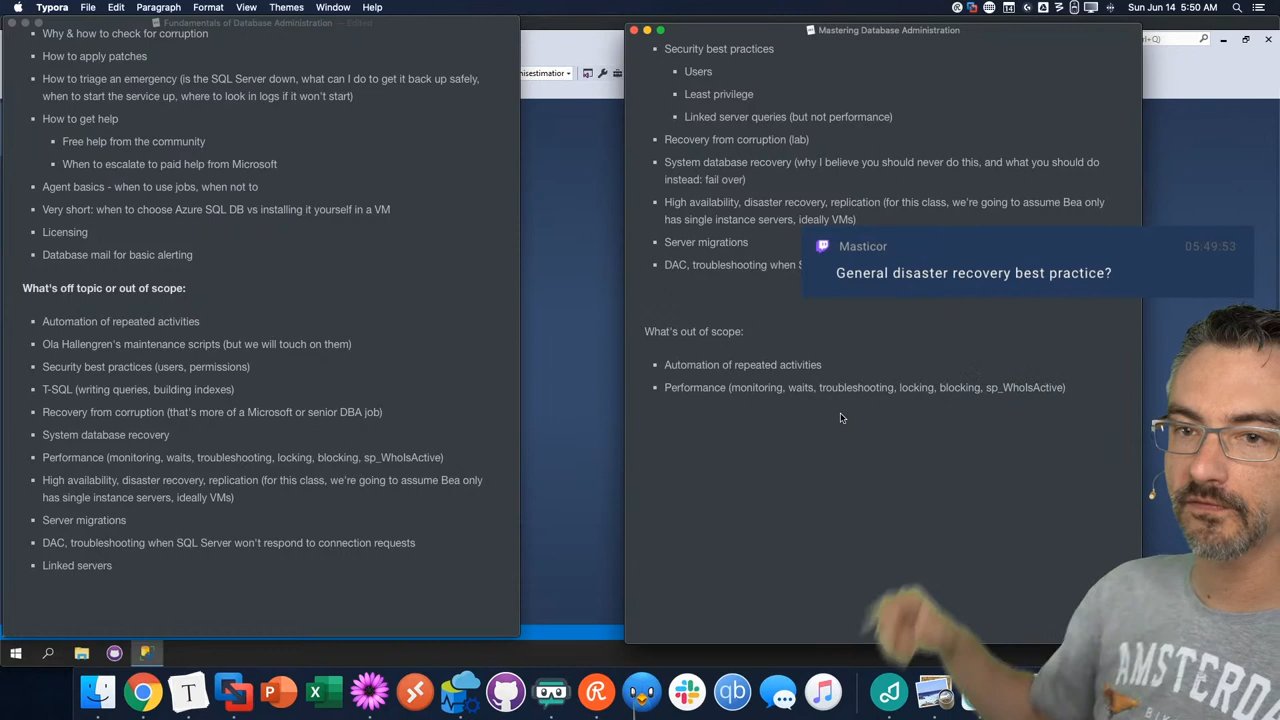 Typora File Edit Paragraph Format Themes Window Help
Sun Jun 14 5:50 AM
Fundamentals of Database Administration — Edited
Why & how to check for corruption
How to apply patches
How to triage an emergency (is the SQL Server down, what can I do to get it back up safely,
when to start the service up, where to look in logs if it won't start)
How to get help
Free help from the community
When to escalate to paid help from Microsoft
Agent basics - when to use jobs, when not to
Very short: when to choose Azure SQL DB vs installing it yourself in a VM
Licensing
Database mail for basic alerting
What's off topic or out of scope:
Automation of repeated activities
Ola Hallengren's maintenance scripts (but we will touch on them)
Security best practices (users, permissions)
T-SQL (writing queries, building indexes)
Recovery from corruption (that's more of a Microsoft or senior DBA job)
System database recovery
Performance (monitoring, waits, troubleshooting, locking, blocking, sp_WhoIsActive)
High availability, disaster recovery, replication (for this class, we're going to assume Bea only
has single instance servers, ideally VMs)
Server migrations
DAC, troubleshooting when SQL Server won't respond to connection requests
Linked servers
Mastering Database Administration
Security best practices
Users
Least privilege
Linked server queries (but not performance)
Recovery from corruption (lab)
System database recovery (why I believe you should never do this, and what you should do
instead: fail over)
High availability, disaster recovery, replication (for this class, we're going to assume Bea only
has single instance servers, ideally VMs)
Server migrations
DAC, troubleshooting when S
Masticor 05:49:53
General disaster recovery best practice?
What's out of scope:
Automation of repeated activities
Performance (monitoring, waits, troubleshooting, locking, blocking, sp_WhoIsActive)
AMSTERDA